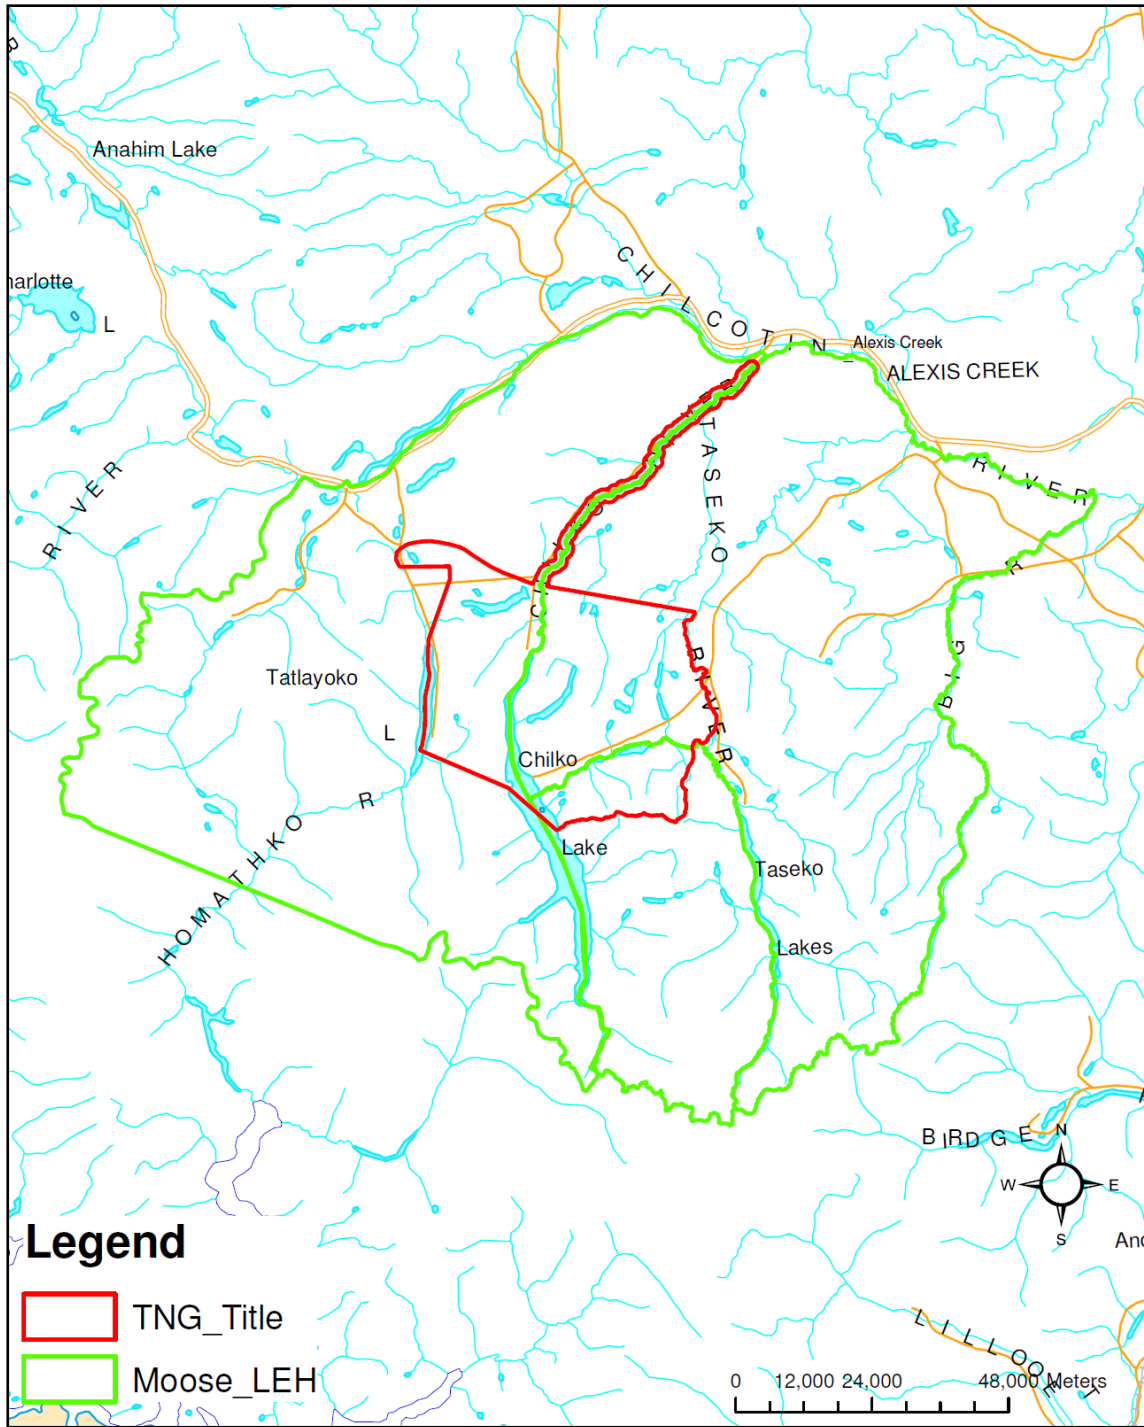 R
Anahim Lake
harlotte
L
CHILCOTIN
Alexis Creek
ALEXIS CREEK
RIVER
RIVER
TASEKO
RIVER
R
BIG
Tatlayoko
L
Chilko
Lake
R
HOMATHKO
Taseko
Lakes
BIRDGE
N
W
E
S
Legend
TNG_Title
Moose_LEH
LILLOOET
0 12,000 24,000 48,000 Meters